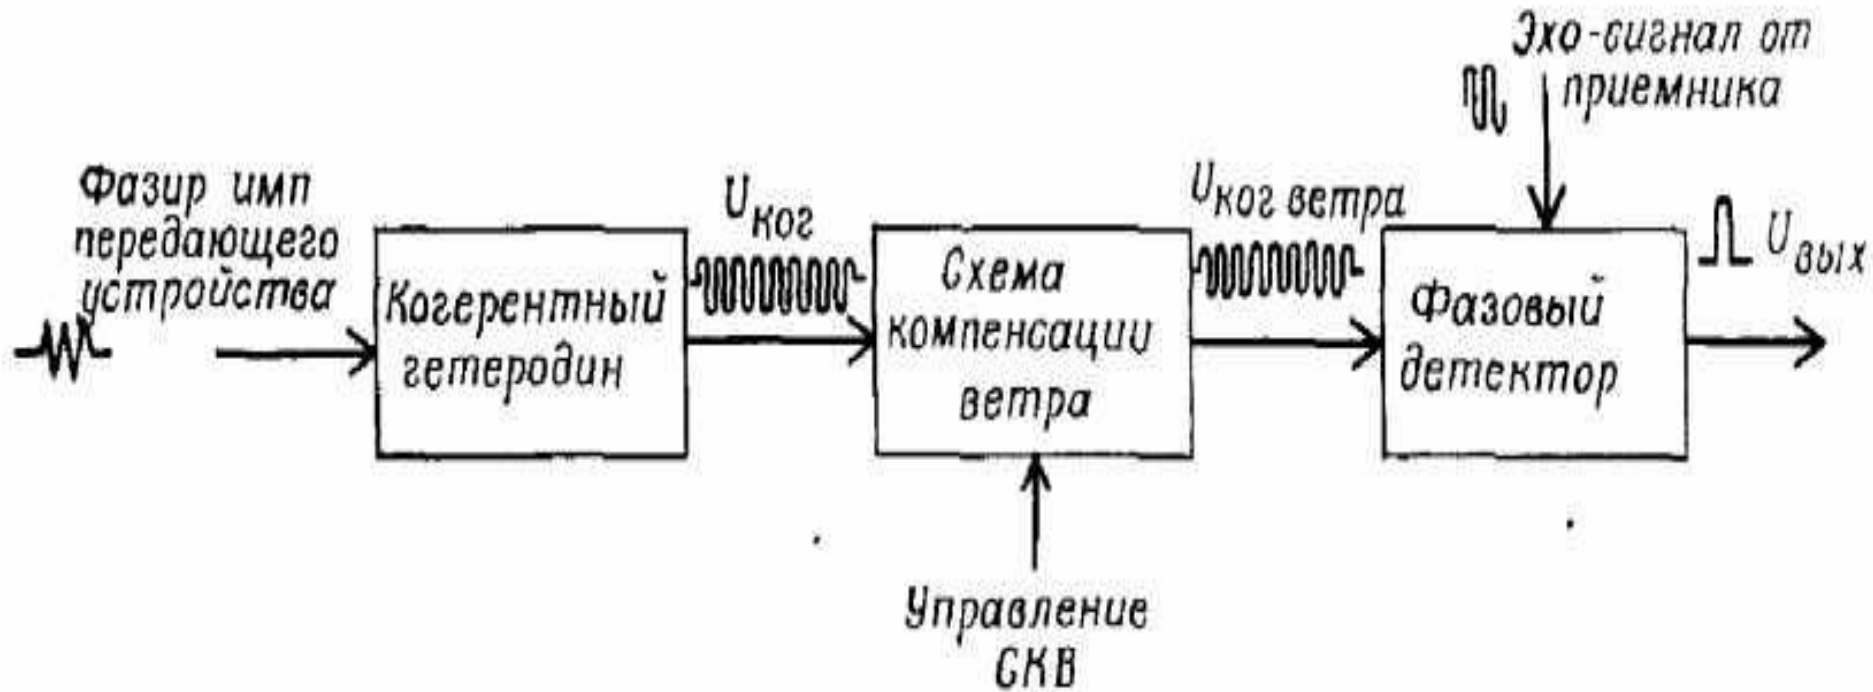 Эхо-сигнал от
приемника
Фазир имп
передающего
устройства
Uког
Uког ветра
Uвых
Когерентный
гетеродин
Схема
компенсации
ветра
Фазовый
детектор
Управление
СКВ